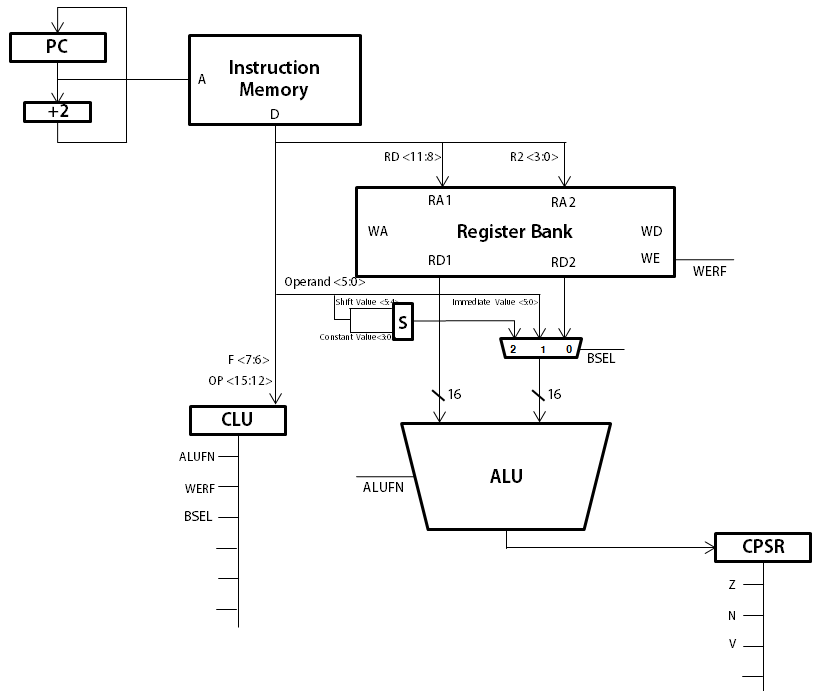 PC
+2
Instruction
Memory
A
D
RD <11:8>
R2 <3:0>
RA1
RA2
WA
Register Bank
WD
RD1
RD2
WE
WERF
Operand <5:0>
Shift Value <5:4>
Immediate Value <5:0>
S
Constant Value<3:0
2 1 0
BSEL
F <7:6>
OP <15:12>
16
16
CLU
ALUFN
WERF
BSEL
ALU
ALUFN
CPSR
Z
N
V